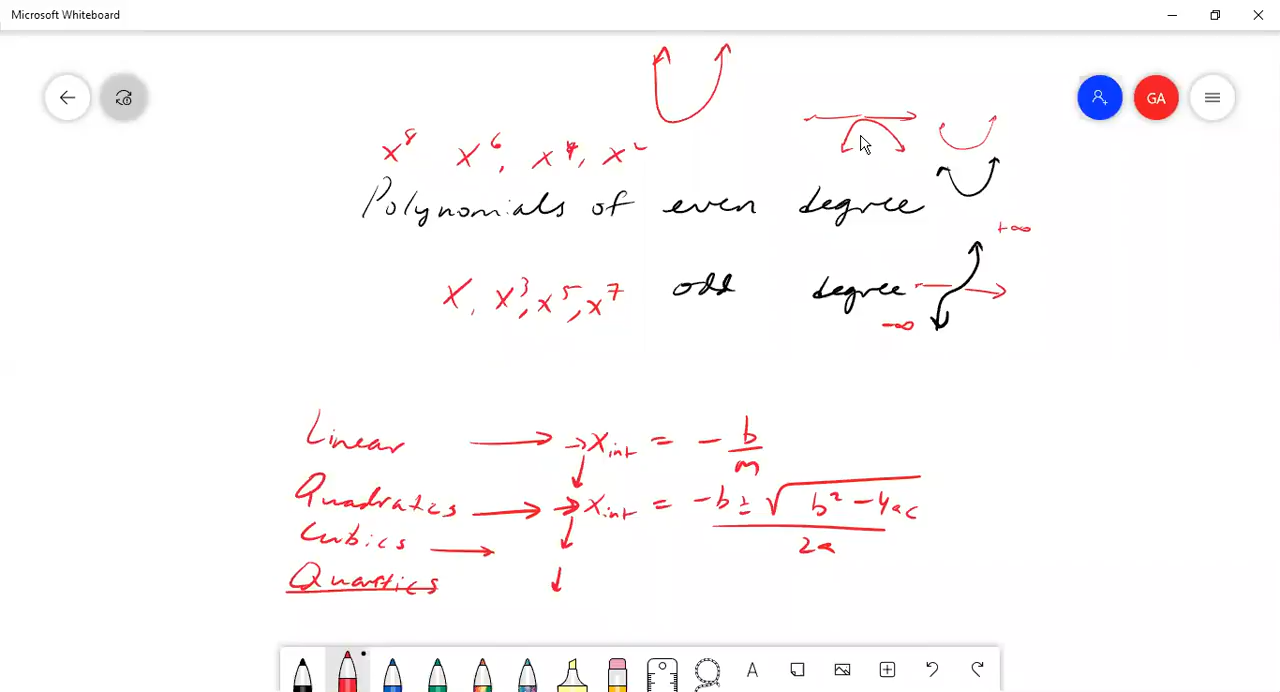 Microsoft Whiteboard
GA
x⁸ x⁶, x⁴, x²
Polynomials of even degree
+∞
x, x³, x⁵, x⁷ odd degree
-∞
Linear → → x_int = - b/m
Quadratics → → x_int = (-b ± √(b² - 4ac))/2a
Cubics →
Quartics
A